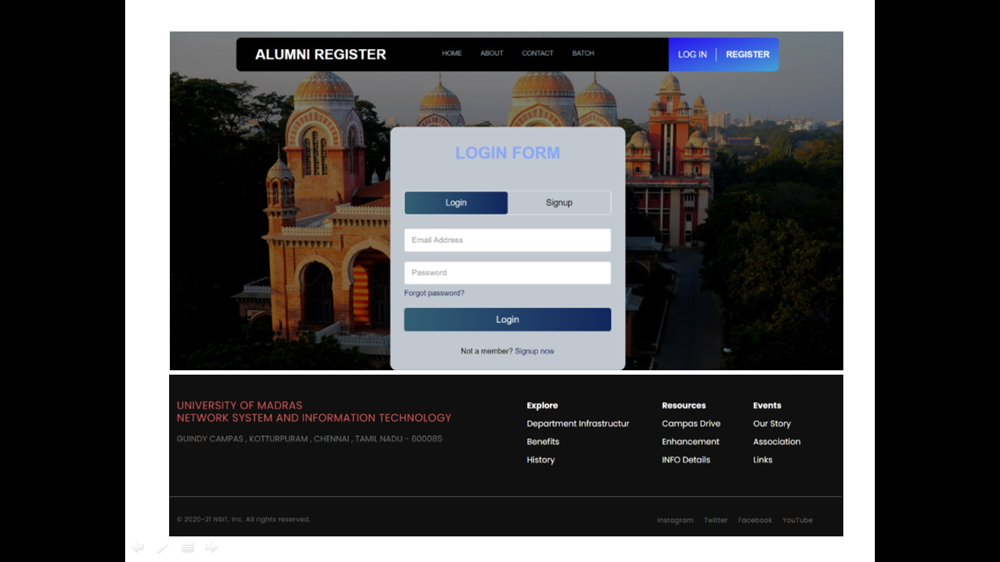 ALUMNI REGISTER
HOME ABOUT CONTACT BATCH
LOG IN | REGISTER
LOGIN FORM
Login Signup
Email Address
Password
Forgot password?
Login
Not a member? Signup now
UNIVERSITY OF MADRAS
NETWORK SYSTEM AND INFORMATION TECHNOLOGY
GUINDY CAMPAS , KOTTURPURAM , CHENNAI , TAMIL NADU - 600085
Explore
Department Infrastructur
Benefits
History
Resources
Campas Drive
Enhancement
INFO Details
Events
Our Story
Association
Links
© 2020-21 NSIT, Inc. All rights reserved.
Instagram Twitter Facebook YouTube